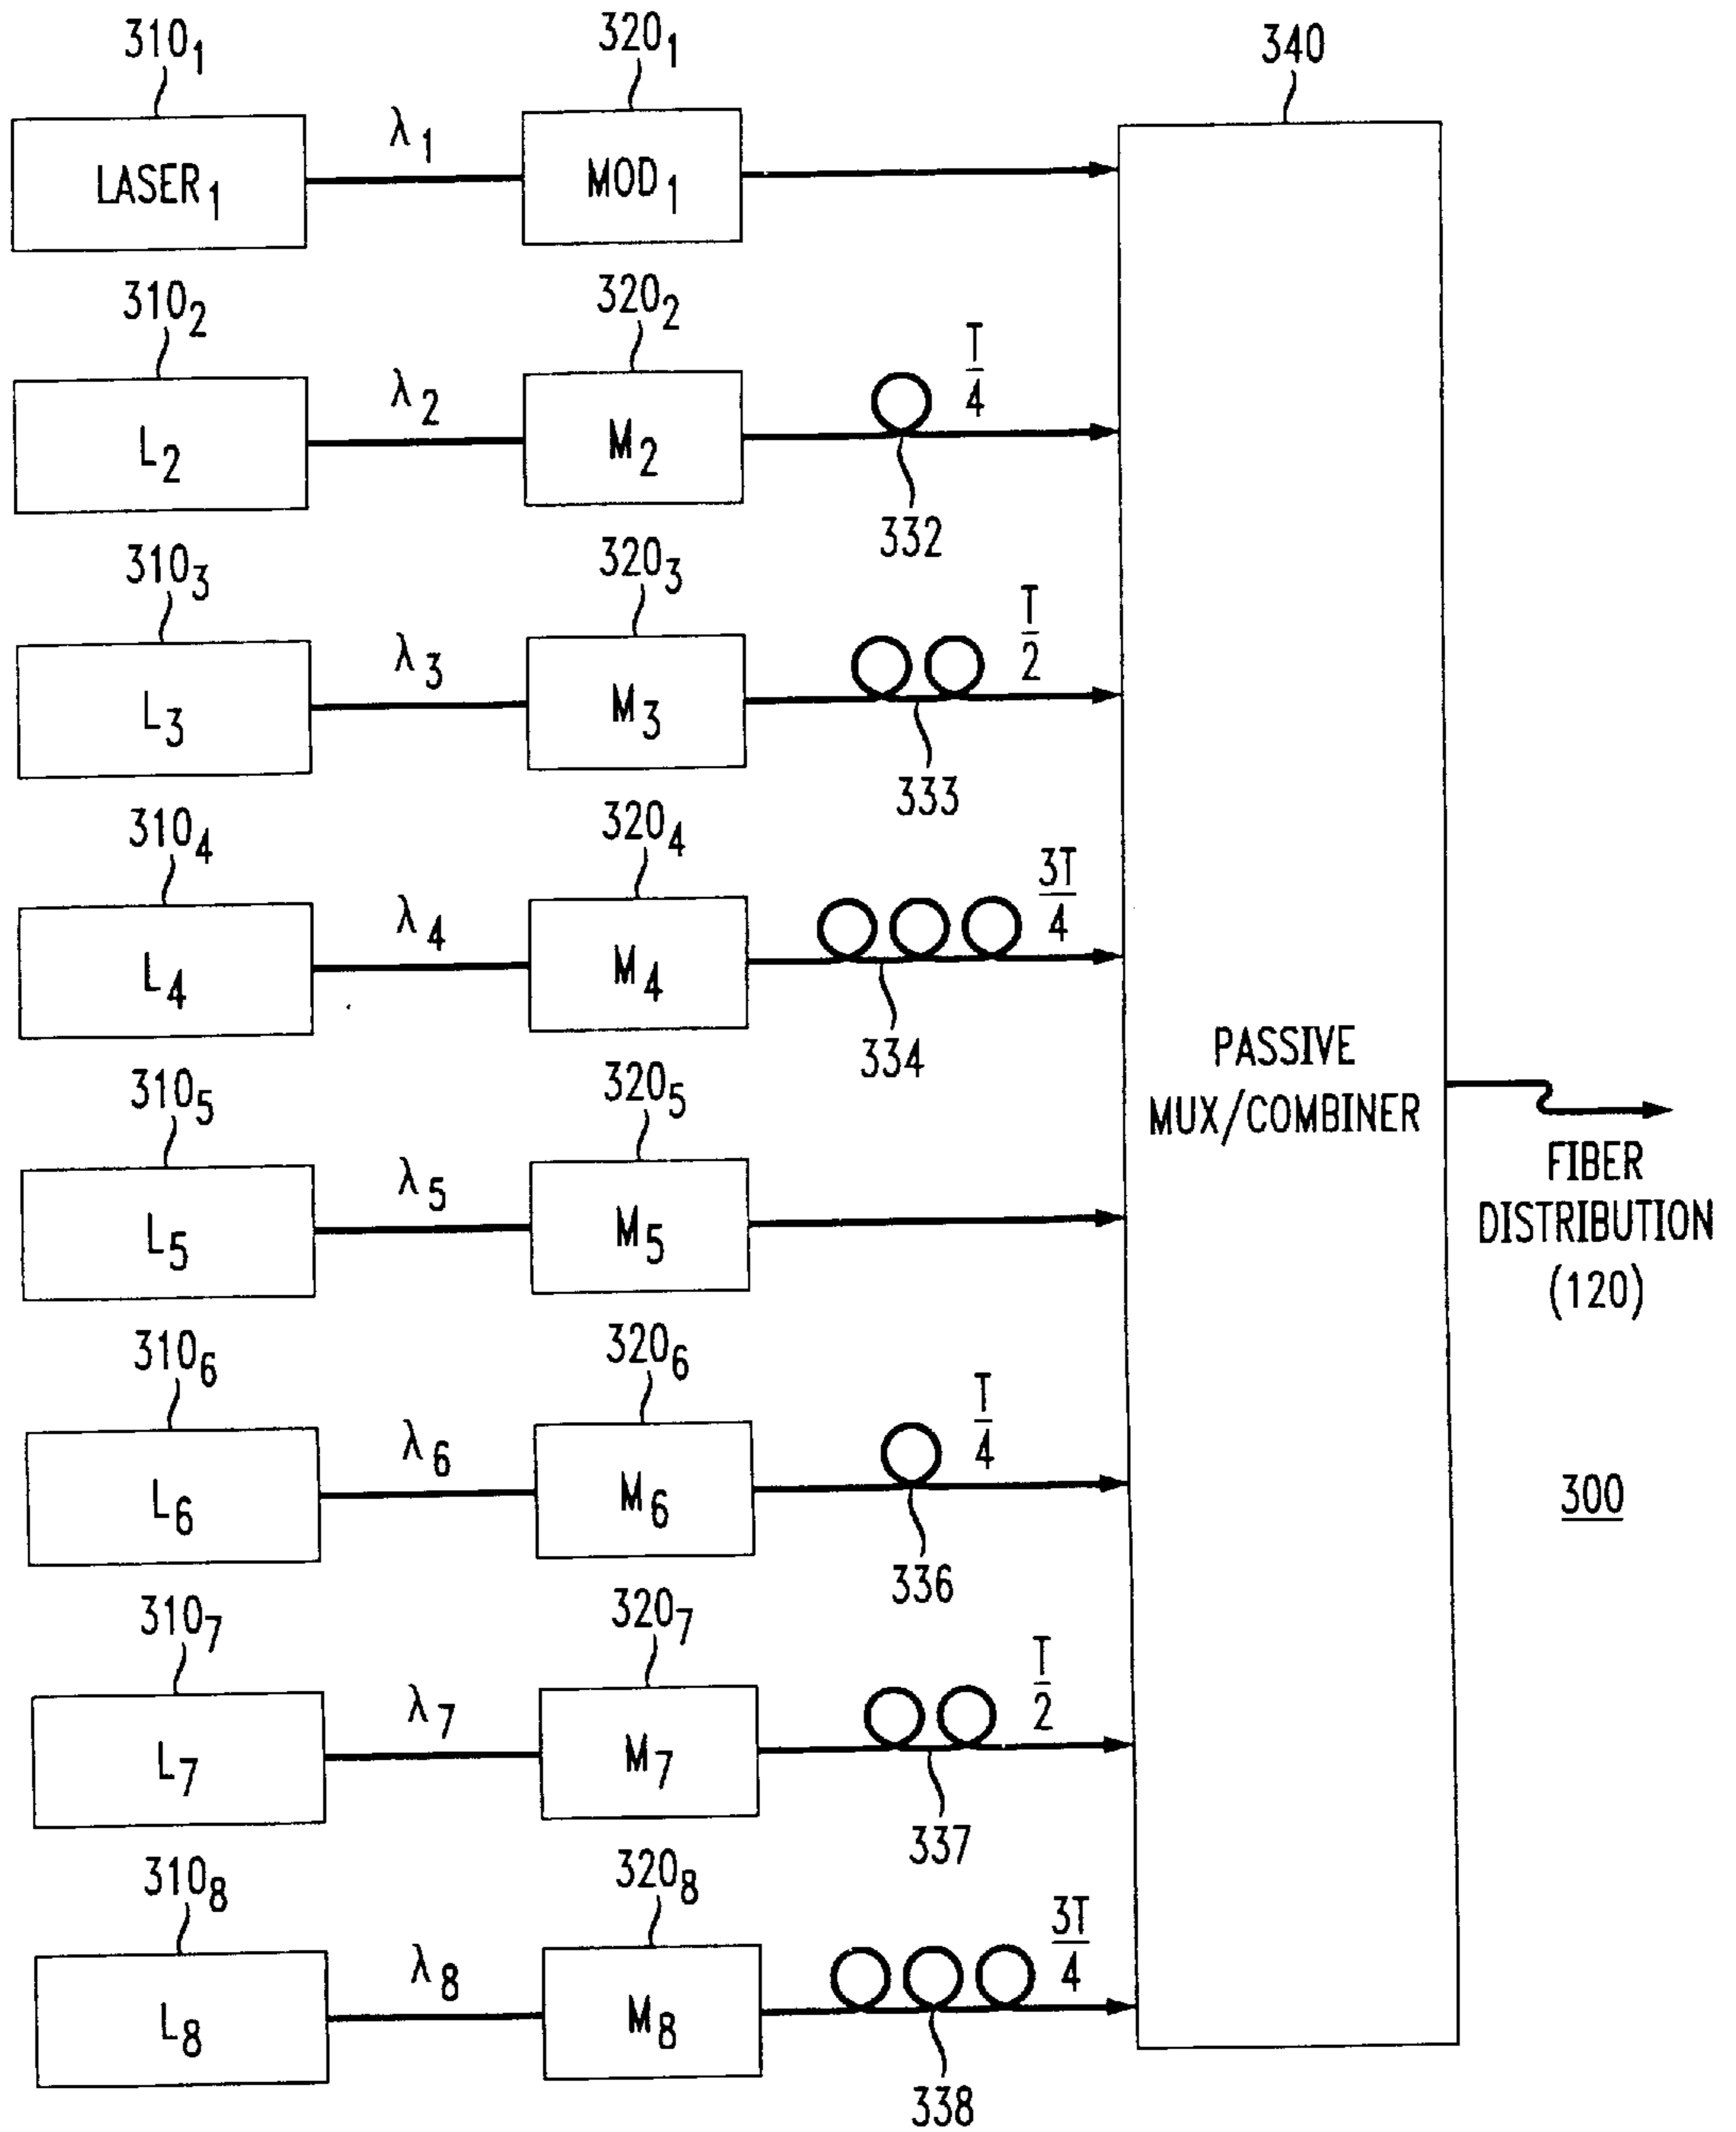 310₁ 320₁ 340
LASER₁ λ₁ MOD₁
310₂ 320₂
L₂ λ₂ M₂ T/4
332
310₃ 320₃
L₃ λ₃ M₃ T/2
333
310₄ 320₄
L₄ λ₄ M₄ 3T/4
334
PASSIVE
MUX/COMBINER
310₅ 320₅
L₅ λ₅ M₅
FIBER
DISTRIBUTION
(120)
310₆ 320₆
L₆ λ₆ M₆ T/4
336
300
310₇ 320₇
L₇ λ₇ M₇ T/2
337
310₈ 320₈
L₈ λ₈ M₈ 3T/4
338